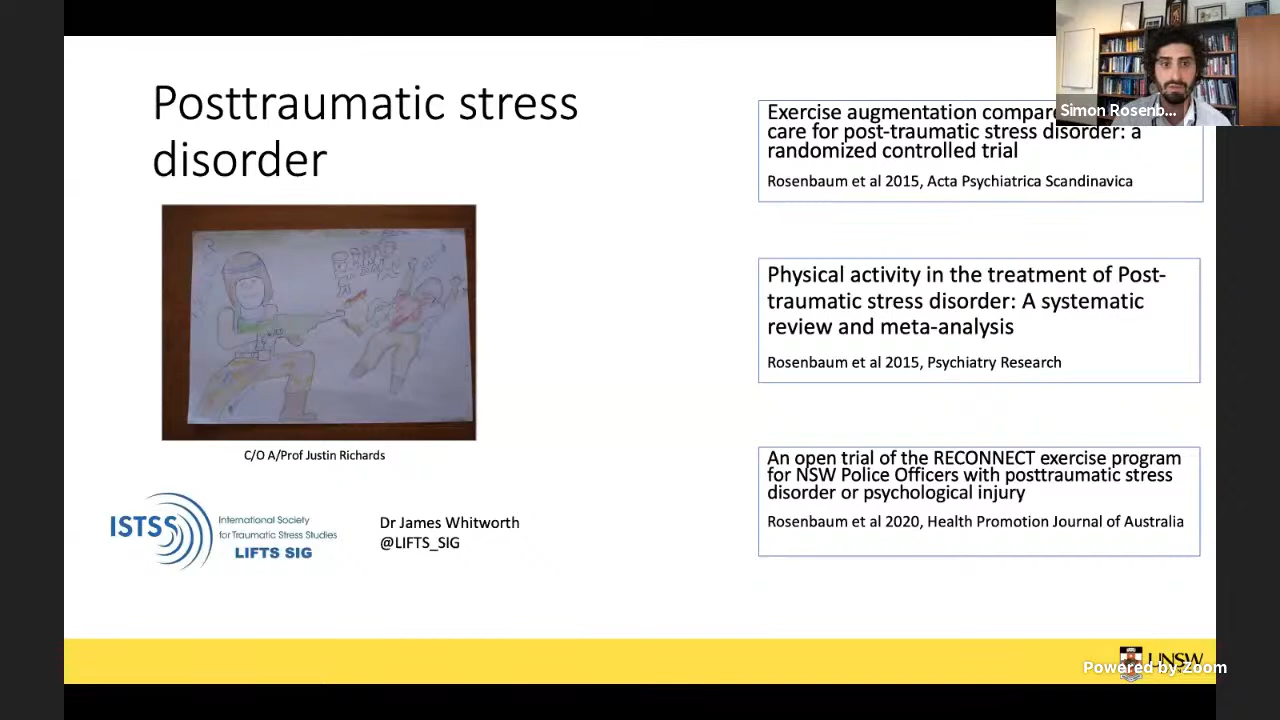 Posttraumatic stress
disorder
C/O A/Prof Justin Richards
ISTSS
International Society
for Traumatic Stress Studies
LIFTS SIG
Dr James Whitworth
@LIFTS_SIG
Simon Rosenb...
Exercise augmentation compar
care for post-traumatic stress disorder: a
randomized controlled trial
Rosenbaum et al 2015, Acta Psychiatrica Scandinavica
Physical activity in the treatment of Post-
traumatic stress disorder: A systematic
review and meta-analysis
Rosenbaum et al 2015, Psychiatry Research
An open trial of the RECONNECT exercise program
for NSW Police Officers with posttraumatic stress
disorder or psychological injury
Rosenbaum et al 2020, Health Promotion Journal of Australia
UNSW
Powered by Zoom